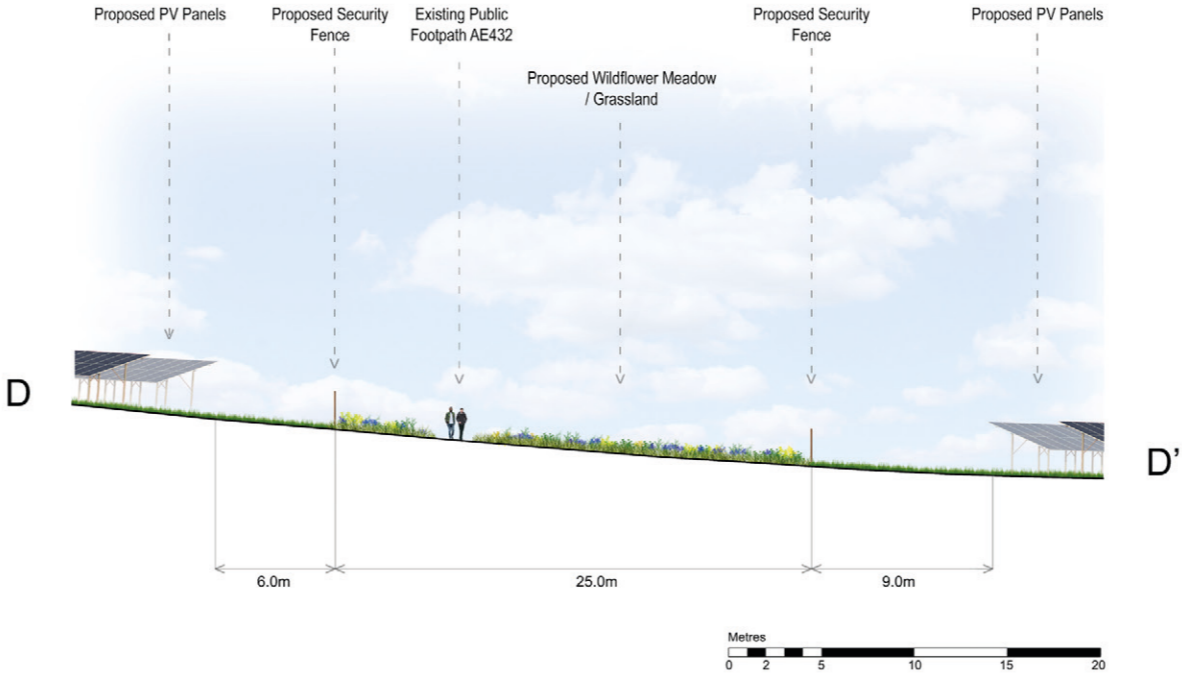 Proposed PV Panels
Proposed Security
Fence
Existing Public
Footpath AE432
Proposed Wildflower Meadow
/ Grassland
Proposed Security
Fence
Proposed PV Panels
D
D’
6.0m
25.0m
9.0m
Metres
0 2 5 10 15 20